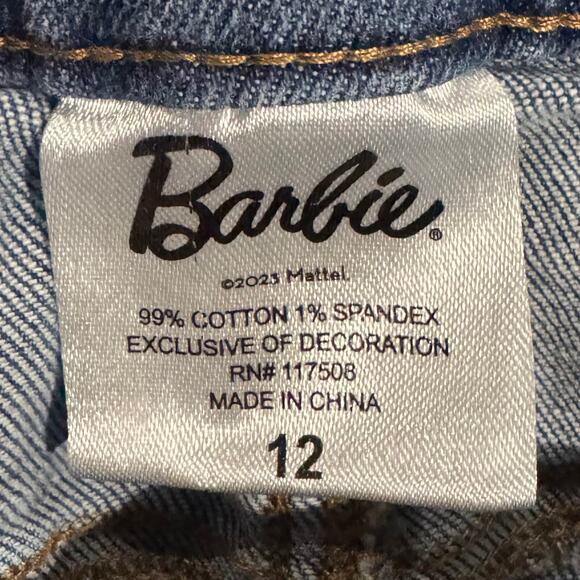 Barbie®
©2023 Mattel.
99% COTTON 1% SPANDEX
EXCLUSIVE OF DECORATION
RN# 117508
MADE IN CHINA
12